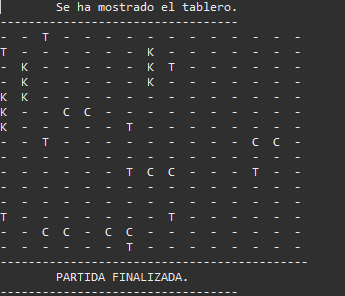 Se ha mostrado el tablero.
----------------------------------
- - T - - - - - - - - - - - -
T - - - - - - K - - - - - - -
- K - - - - - K T - - - - - -
- K - - - - - K - - - - - - -
K K - - - - - - - - - - - - -
K - - C C - - - - - - - - - -
K - - - - - T - - - - - - - -
- - T - - - - - - - - - C C -
- - - - - - - - - - - - - - -
- - - - - - T C C - - - T - -
- - - - - - - - - - - - - - -
- - - - - - - - - - - - - - -
T - - - - - - - T - - - - - -
- - C C - C C - - - - - - - -
- - - - - - T - - - - - - - -
--------------------------------------------
PARTIDA FINALIZADA.
----------------------------------